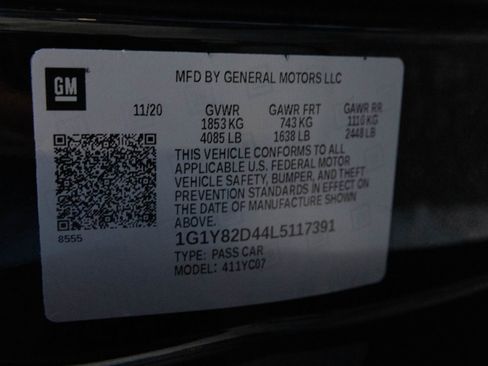 GM
MFD BY GENERAL MOTORS LLC
11/20 GVWR GAWR FRT GAWR RR
1853 KG 743 KG 1110 KG
4085 LB 1638 LB 2448 LB
THIS VEHICLE CONFORMS TO ALL
APPLICABLE U.S. FEDERAL MOTOR
VEHICLE SAFETY, BUMPER, AND THEFT
PREVENTION STANDARDS IN EFFECT ON
THE DATE OF MANUFACTURE SHOWN
ABOVE.
8555
1G1Y82D44L5117391
TYPE: PASS CAR
MODEL: 411YC07